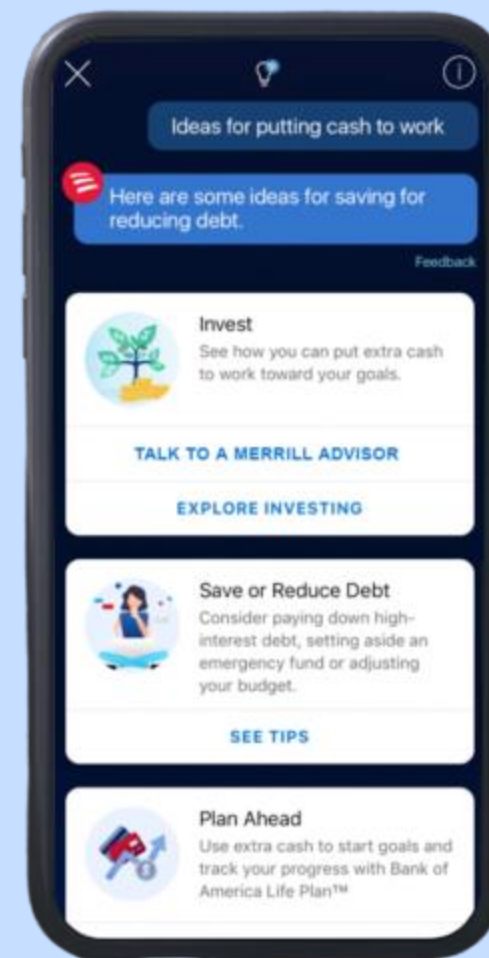 Ideas for putting cash to work
Here are some ideas for saving for
reducing debt.
Feedback
Invest
See how you can put extra cash
to work toward your goals.
TALK TO A MERRILL ADVISOR
EXPLORE INVESTING
Save or Reduce Debt
Consider paying down high-
interest debt, setting aside an
emergency fund or adjusting
your budget.
SEE TIPS
Plan Ahead
Use extra cash to start goals and
track your progress with Bank of
America Life Plan™